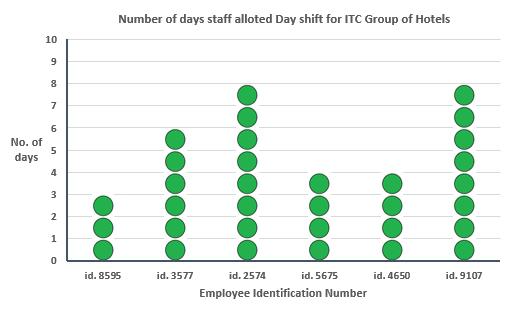 Number of days staff alloted Day shift for ITC Group of Hotels
10
9
8
7
6
5
4
3
2
1
0
No. of
days
id. 8595 id. 3577 id. 2574 id. 5675 id. 4650 id. 9107
Employee Identification Number